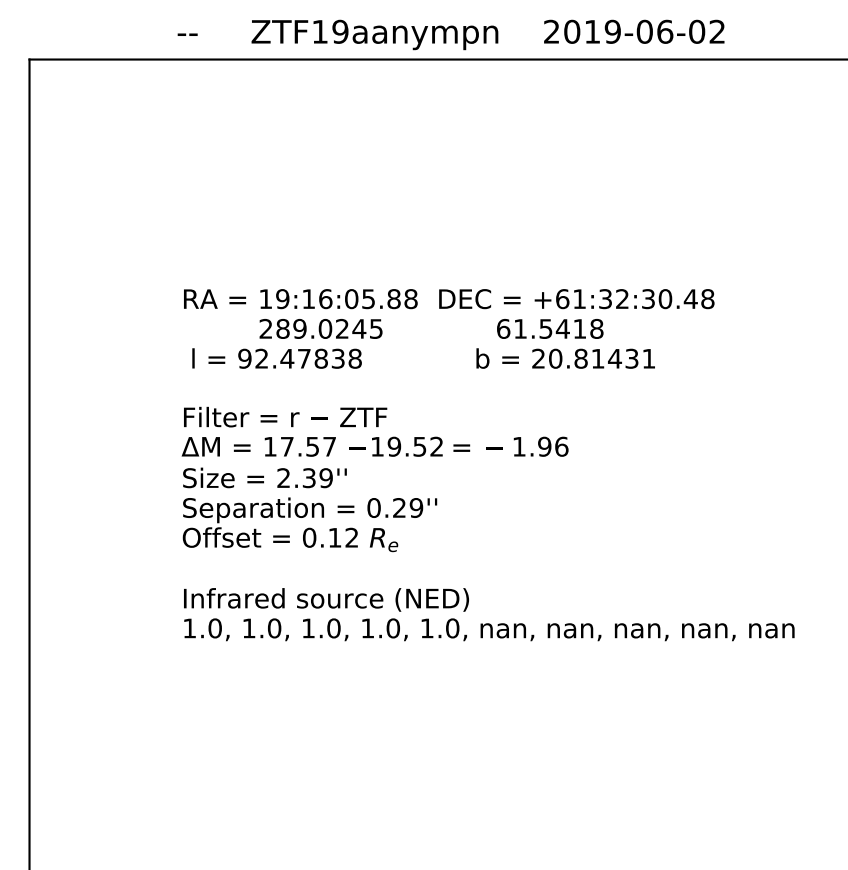 -- ZTF19aanympn 2019-06-02
RA = 19:16:05.88 DEC = +61:32:30.48
289.0245 61.5418
l = 92.47838 b = 20.81431
Filter = r − ZTF
ΔM = 17.57 −19.52 = − 1.96
Size = 2.39''
Separation = 0.29''
Offset = 0.12 Re
Infrared source (NED)
1.0, 1.0, 1.0, 1.0, 1.0, nan, nan, nan, nan, nan